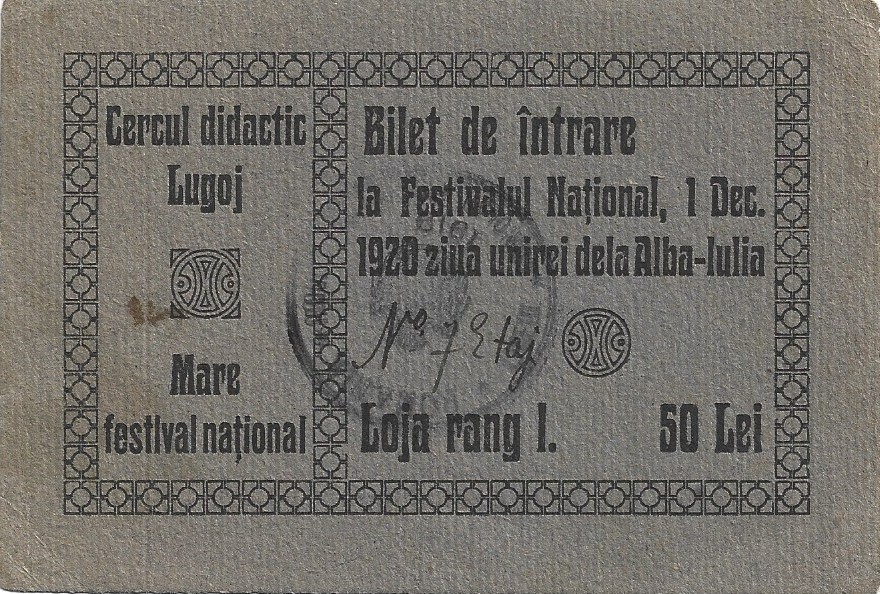 Cercul didactic
Lugoj
Mare
festival național
Bilet de întrare
la Festivalul Național, 1 Dec.
1920 ziua unirei dela Alba-Iulia
No 7 Etaj
Loja rang I.
50 Lei